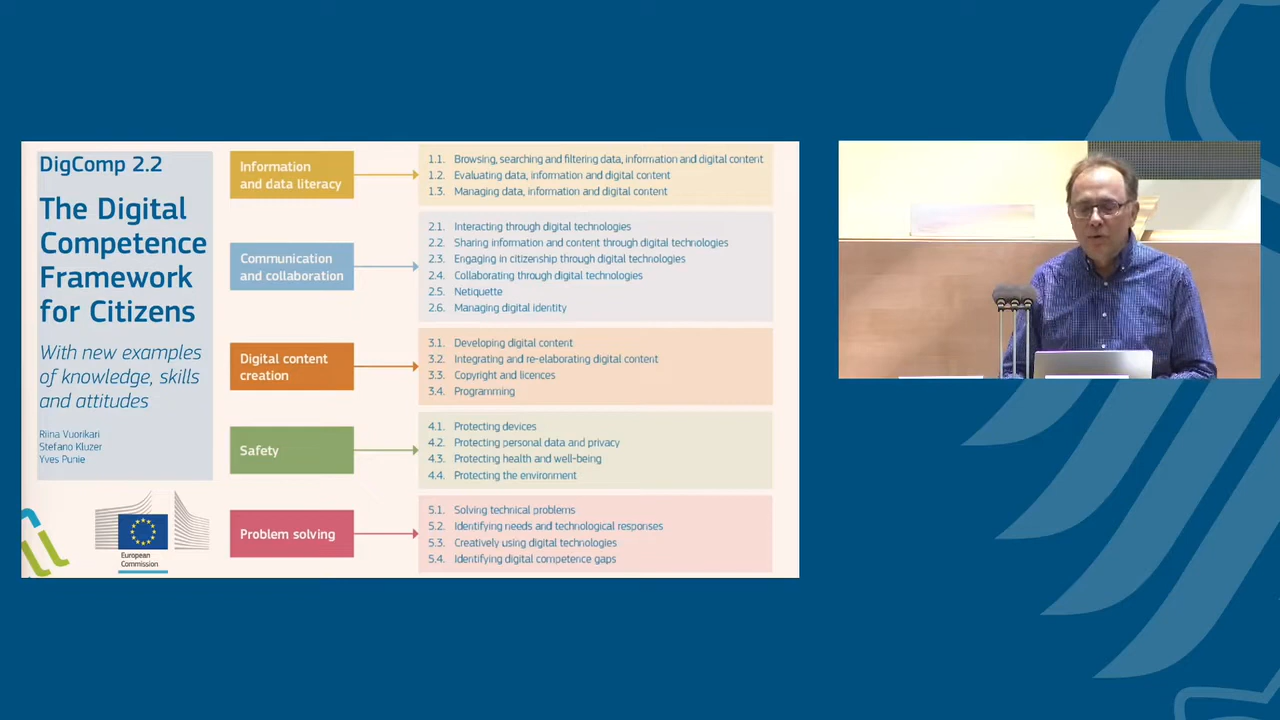 DigComp 2.2
The Digital
Competence
Framework
for Citizens
With new examples
of knowledge, skills
and attitudes
Riina Vuorikari
Stefano Kluzer
Yves Punie
European
Commission
Information
and data literacy
1.1. Browsing, searching and filtering data, information and digital content
1.2. Evaluating data, information and digital content
1.3. Managing data, information and digital content
Communication
and collaboration
2.1. Interacting through digital technologies
2.2. Sharing information and content through digital technologies
2.3. Engaging in citizenship through digital technologies
2.4. Collaborating through digital technologies
2.5. Netiquette
2.6. Managing digital identity
Digital content
creation
3.1. Developing digital content
3.2. Integrating and re-elaborating digital content
3.3. Copyright and licences
3.4. Programming
Safety
4.1. Protecting devices
4.2. Protecting personal data and privacy
4.3. Protecting health and well-being
4.4. Protecting the environment
Problem solving
5.1. Solving technical problems
5.2. Identifying needs and technological responses
5.3. Creatively using digital technologies
5.4. Identifying digital competence gaps